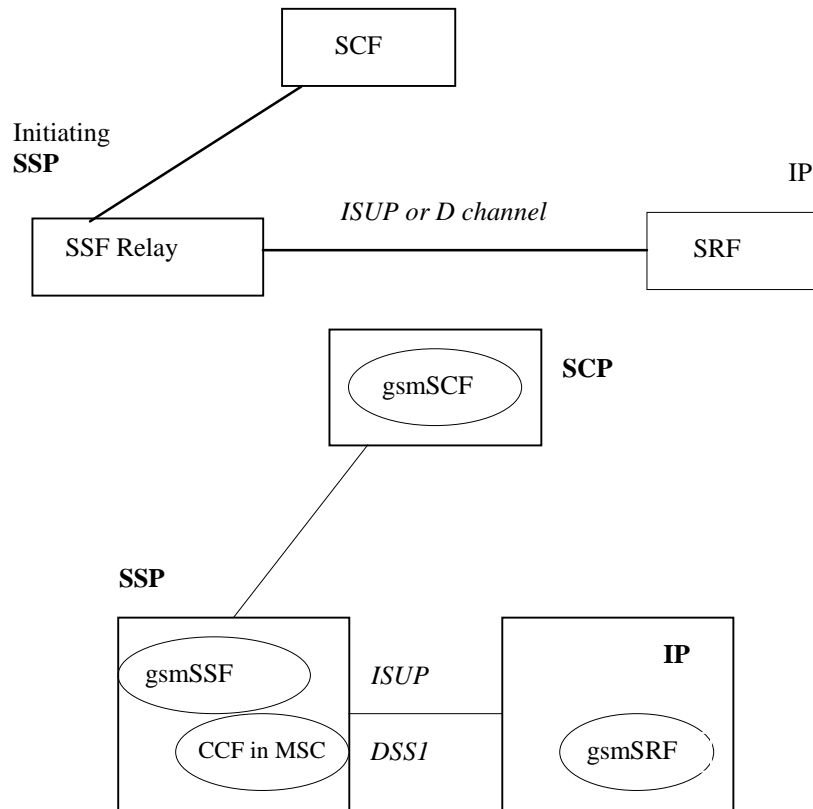 SCF
Initiating
SSP
IP
ISUP or D channel
SSF Relay
SRF
gsmSCF
SCP
SSP
IP
gsmSSF
ISUP
CCF in MSC
DSS1
gsmSRF